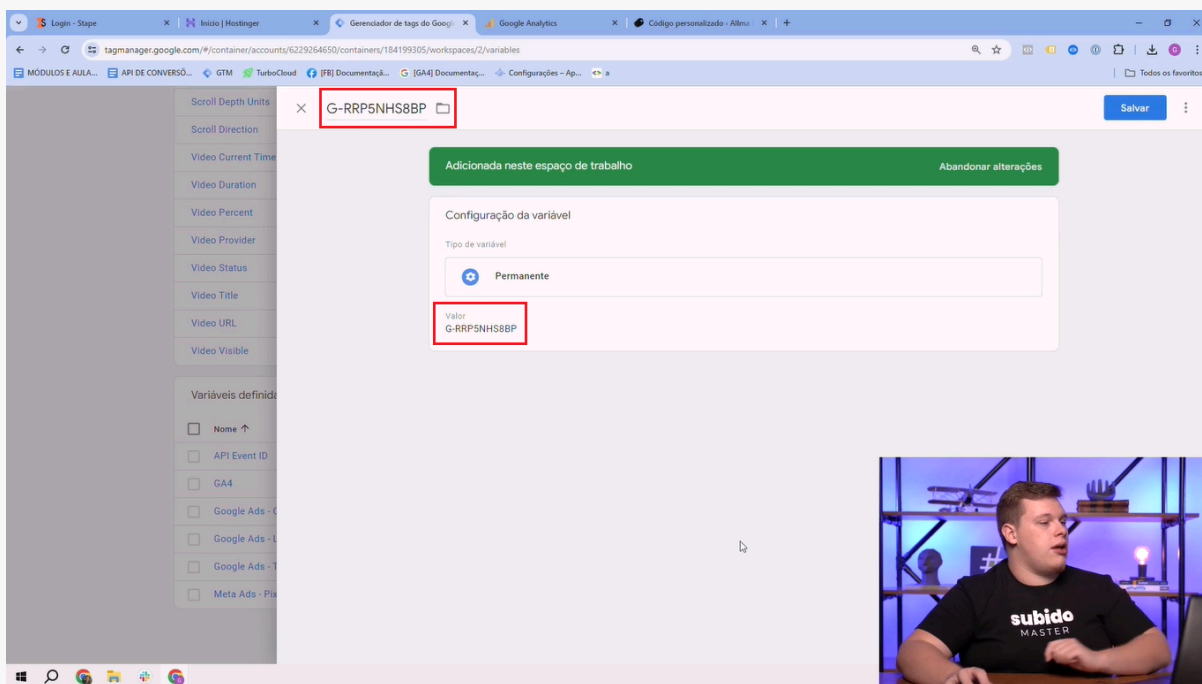 Login - Stape
Início | Hostinger
Gerenciador de tags do Googl
Google Analytics
Código personalizado ‹ Allma
tagmanager.google.com/#/container/accounts/6229264650/containers/184199305/workspaces/2/variables
MÓDULOS E AULA...
API DE CONVERSÕ...
GTM
TurboCloud
[FB] Documentaçã...
[GA4] Documentaç...
Configurações – Ap...
a
Todos os favoritos
Scroll Depth Units
Scroll Direction
Video Current Time
Video Duration
Video Percent
Video Provider
Video Status
Video Title
Video URL
Video Visible
Variáveis definida
Nome
API Event ID
GA4
Google Ads - C
Google Ads - L
Google Ads - T
Meta Ads - Pix
G-RRP5NHS8BP
Salvar
Adicionada neste espaço de trabalho
Abandonar alterações
Configuração da variável
Tipo de variável
Permanente
Valor
G-RRP5NHS8BP
subido
MASTER